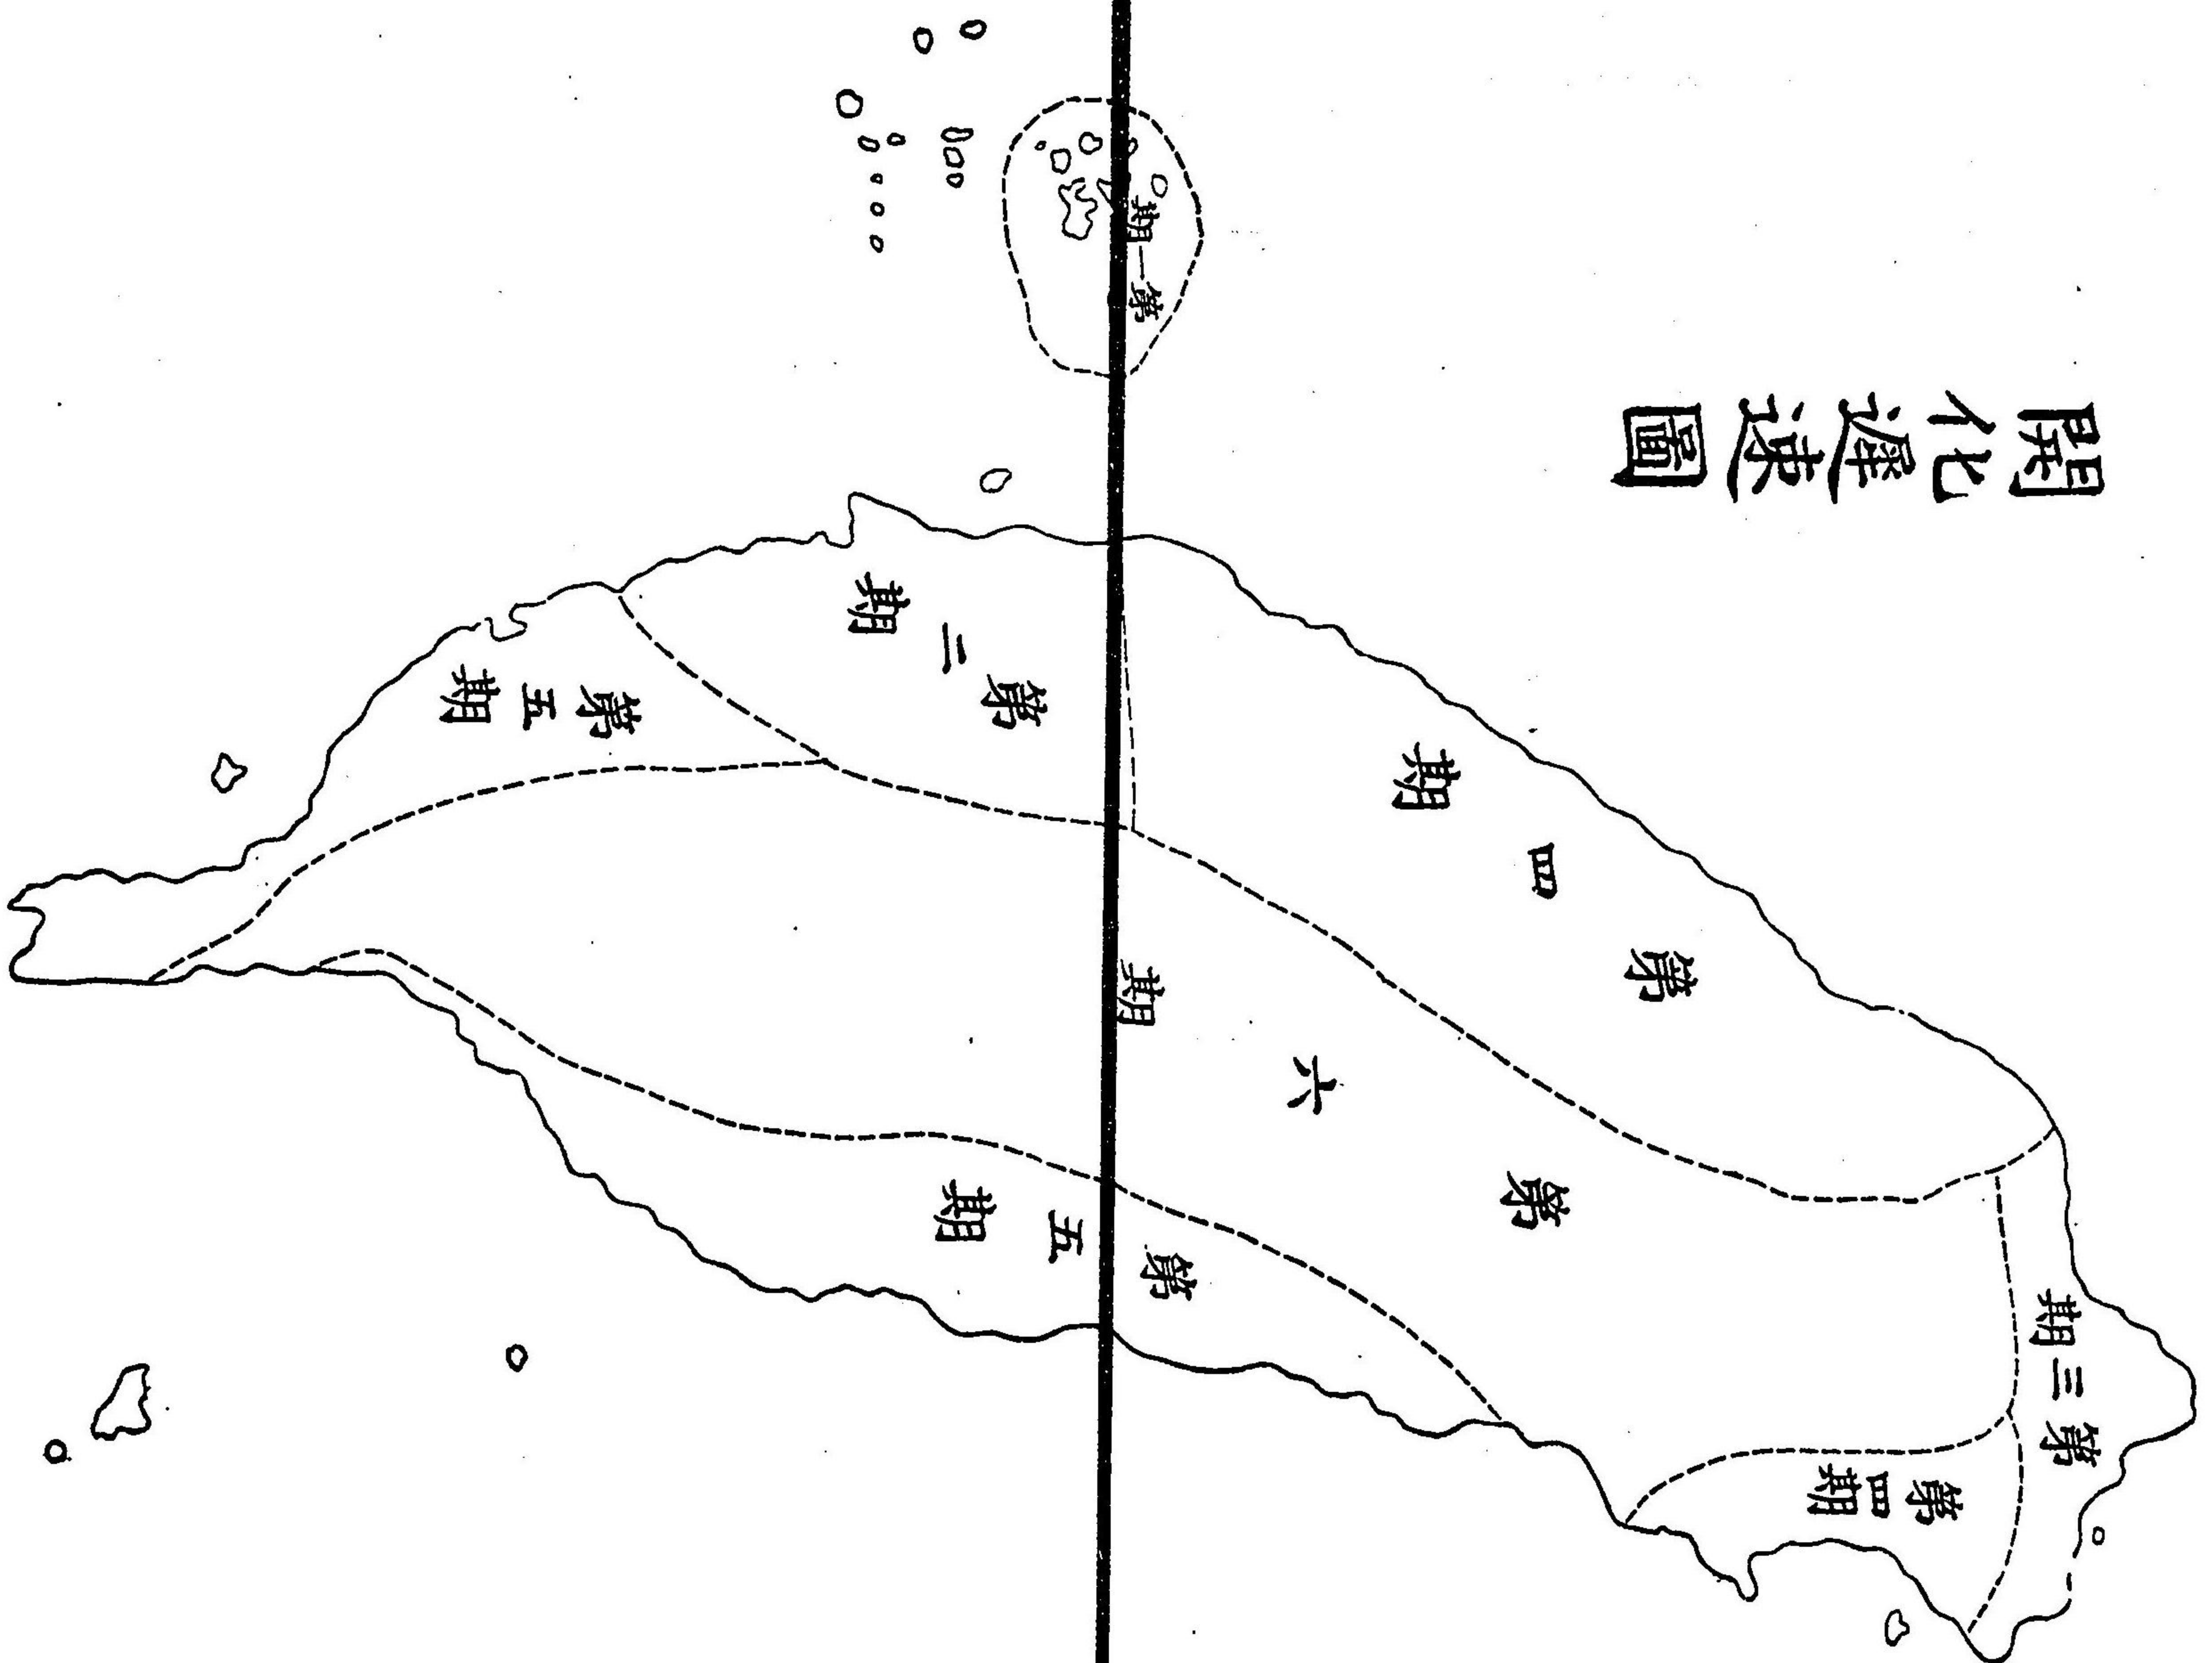 開化遲速圖
第一期
第二期
第五期
第四期
第六期
第三期
第五期
第四期